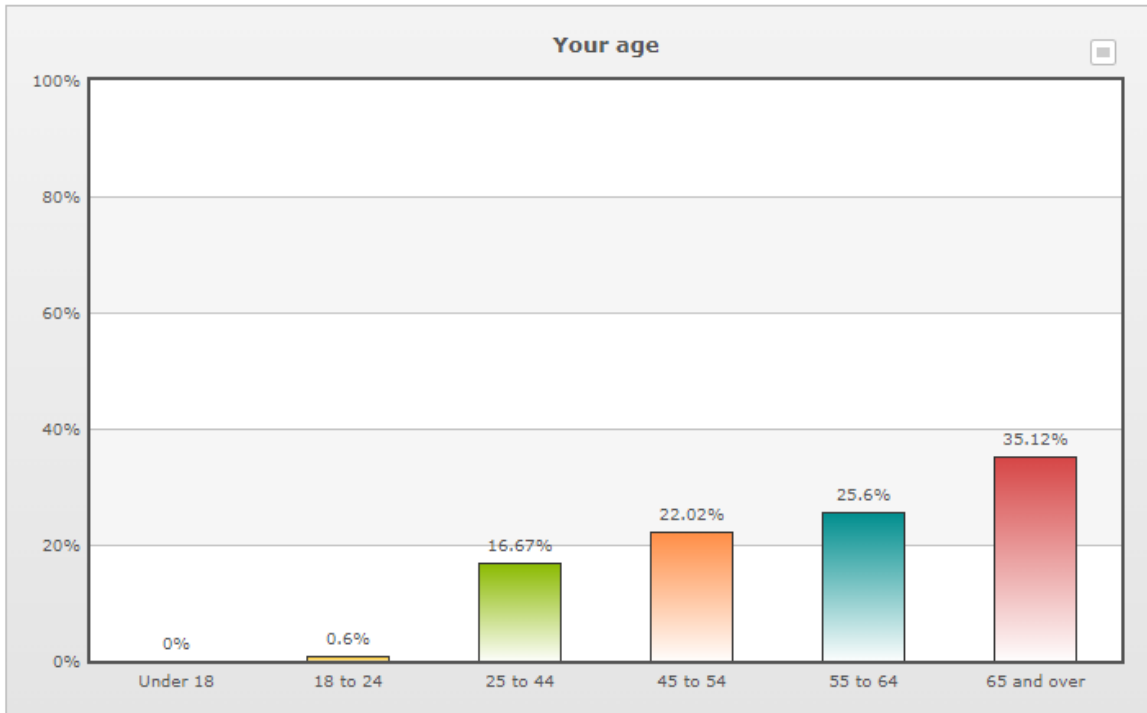 Your age
100%
80%
60%
40%
20%
0%
0%
0.6%
16.67%
22.02%
25.6%
35.12%
Under 18
18 to 24
25 to 44
45 to 54
55 to 64
65 and over